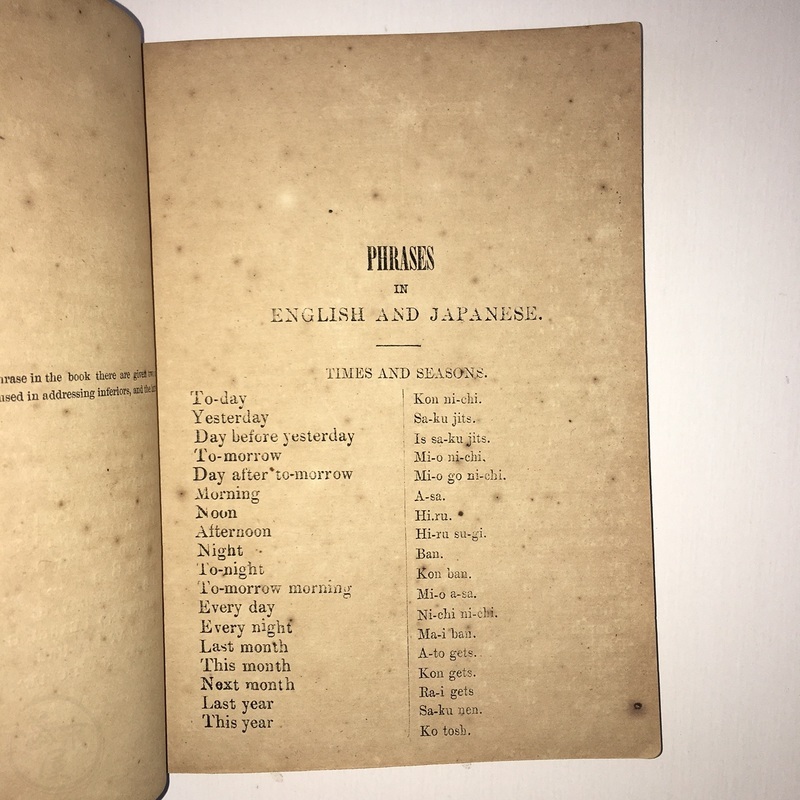 phrase in the book there are given
used in addressing inferiors, and the
PHRASES
IN
ENGLISH AND JAPANESE.
TIMES AND SEASONS.
To-day Kon ni-chi.
Yesterday Sa-ku jits.
Day before yesterday Is sa-ku jits.
To-morrow Mi-o ni-chi.
Day after to-morrow Mi-o go ni-chi.
Morning A-sa.
Noon Hi.ru.
Afternoon Hi-ru su-gi.
Night Ban.
To-night Kon ban.
To-morrow morning Mi-o a-sa.
Every day Ni-chi ni-chi.
Every night Ma-i ban.
Last month A-to gets.
This month Kon gets.
Next month Ra-i gets
Last year Sa-ku nen.
This year Ko tosh.